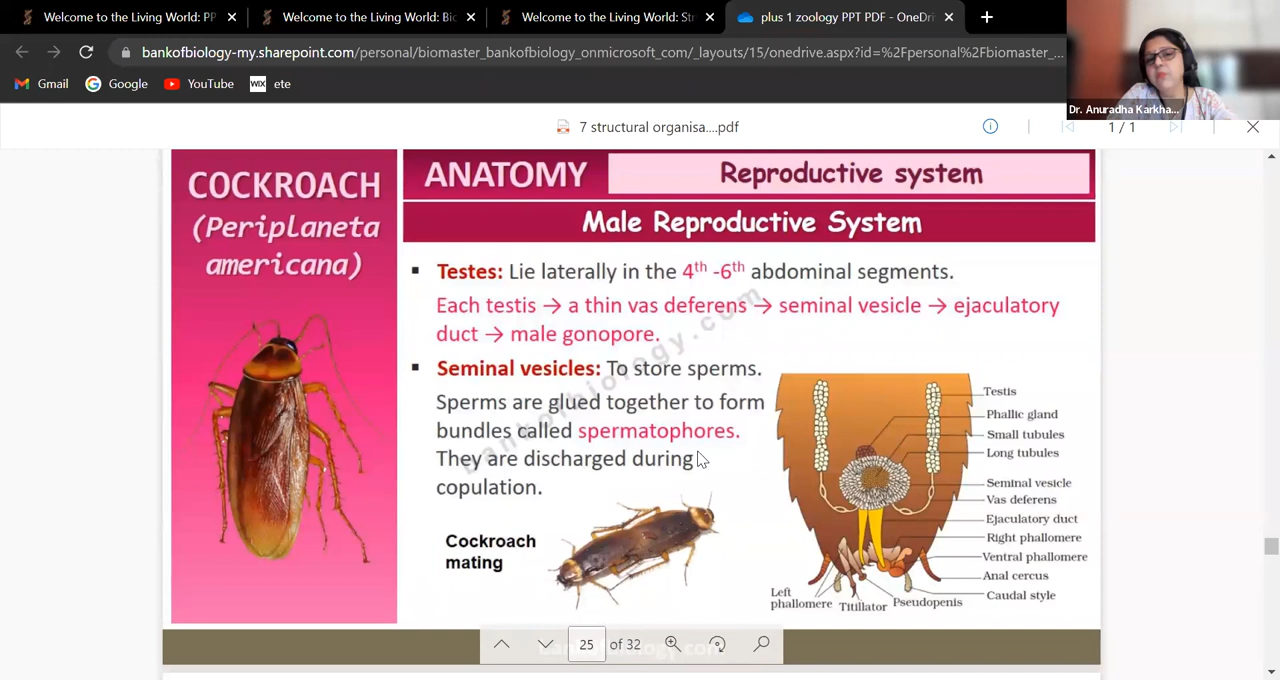 Welcome to the Living World: PP
Welcome to the Living World: Bio
Welcome to the Living World: Str
plus 1 zoology PPT PDF - OneDri
bankofbiology-my.sharepoint.com/personal/biomaster_bankofbiology_onmicrosoft_com/_layouts/15/onedrive.aspx?id=%2Fpersonal%2Fbiomaster_...
Gmail
Google
YouTube
WIX
ete
Dr. Anuradha Karkha...
7 structural organisa....pdf
1 / 1
COCKROACH
(Periplaneta
americana)
ANATOMY
Reproductive system
Male Reproductive System
▪ Testes: Lie laterally in the 4th -6th abdominal segments.
Each testis → a thin vas deferens → seminal vesicle → ejaculatory
duct → male gonopore.
▪ Seminal vesicles: To store sperms.
Sperms are glued together to form
bundles called spermatophores.
They are discharged during
copulation.
Cockroach
mating
Testis
Phallic gland
Small tubules
Long tubules
Seminal vesicle
Vas deferens
Ejaculatory duct
Right phallomere
Ventral phallomere
Anal cercus
Caudal style
Left
phallomere
Titillator
Pseudopenis
bankofbiology.com
25 of 32